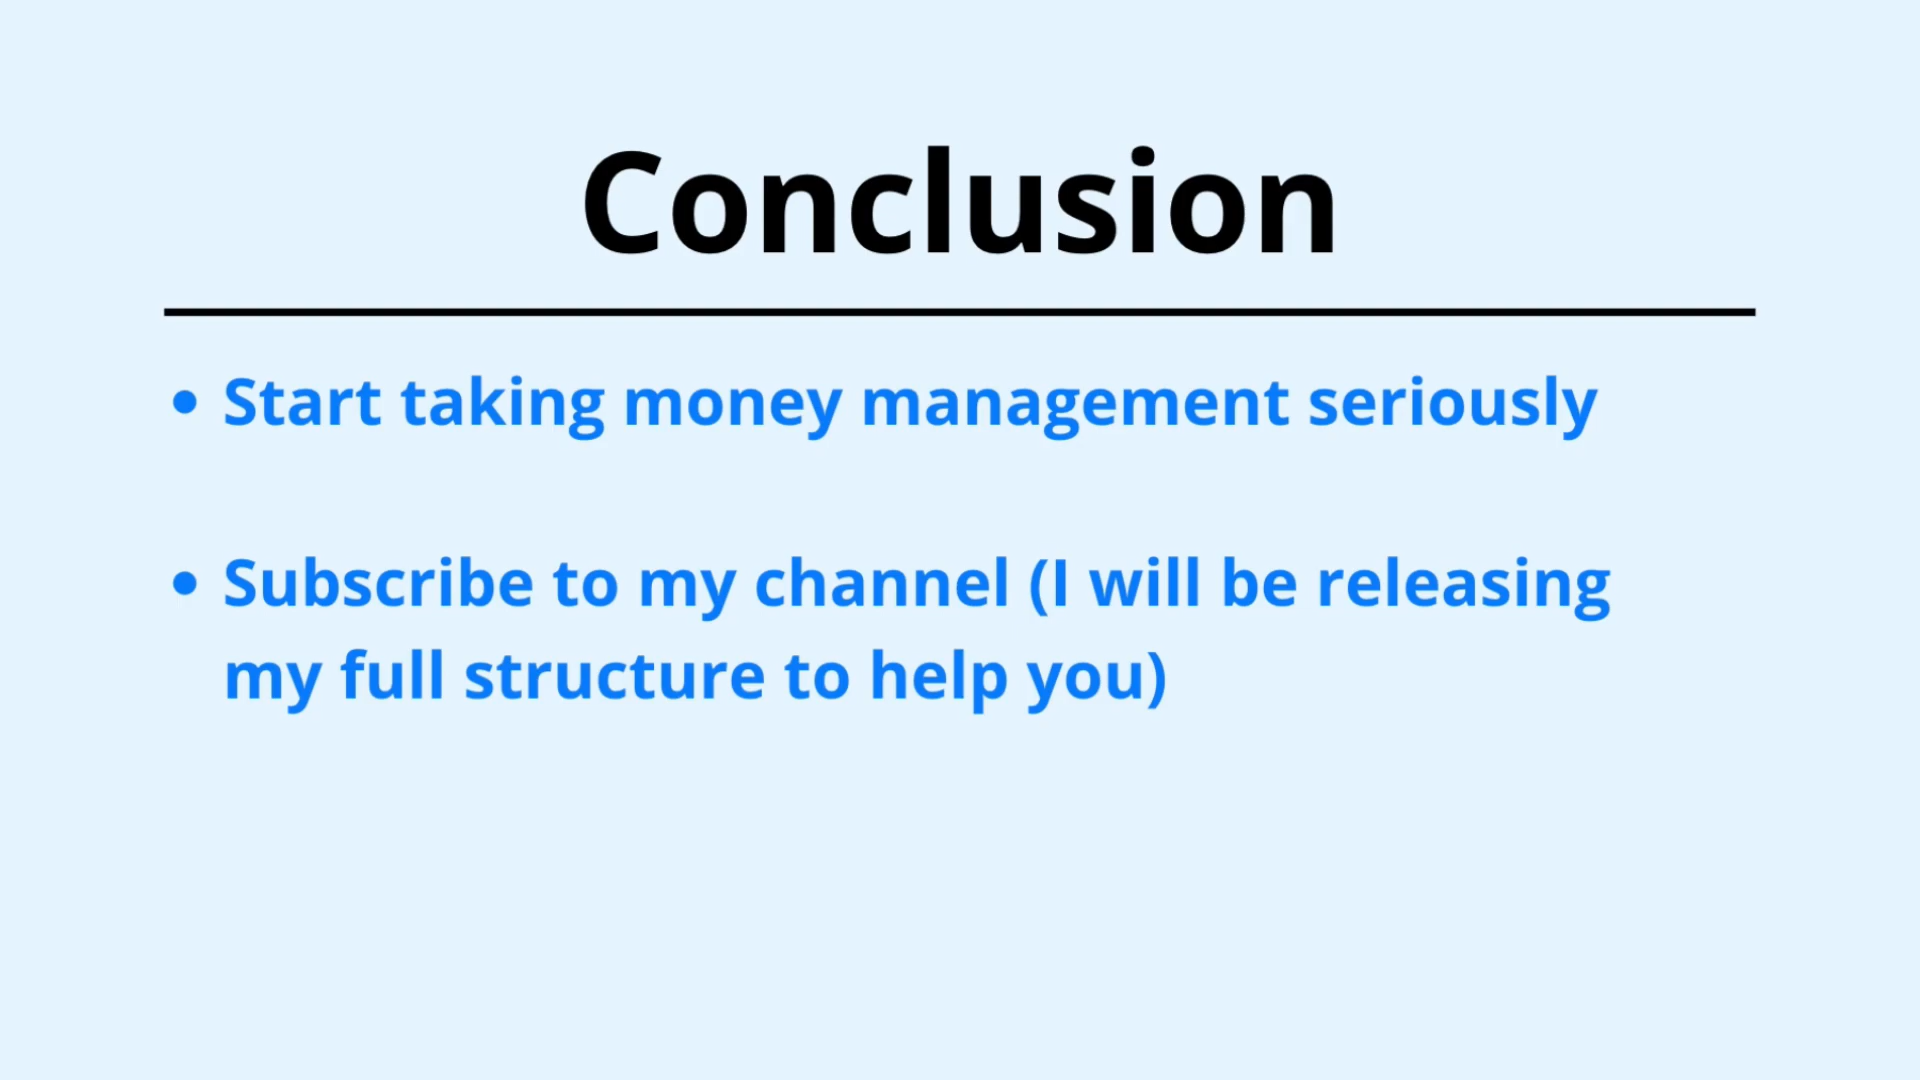 Conclusion
• Start taking money management seriously
• Subscribe to my channel (I will be releasing
my full structure to help you)